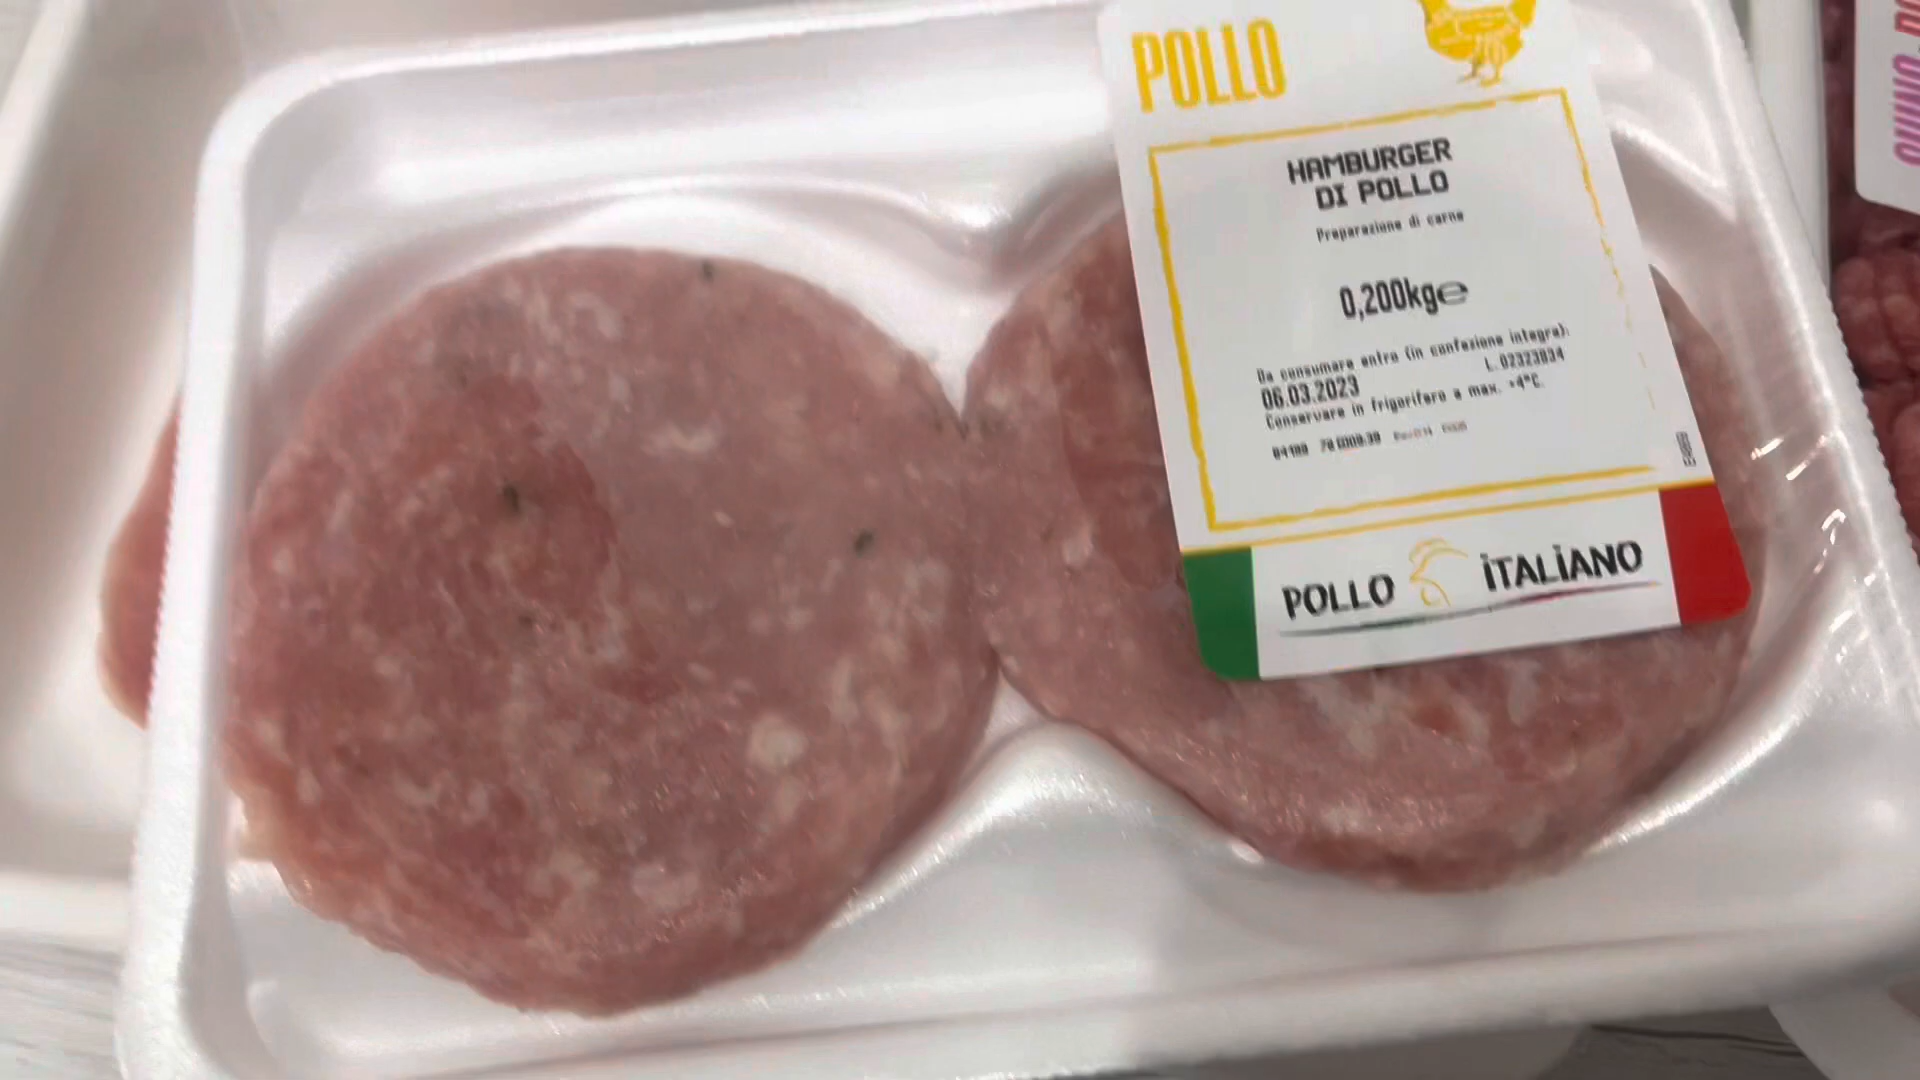 POLLO
HAMBURGER
DI POLLO
Preparazione di carne
0,200kg℮
Da consumare entro (in confezione integra):
06.03.2023 L.02323834
Conservare in frigorifero a max. +4°C.
POLLO ITALIANO